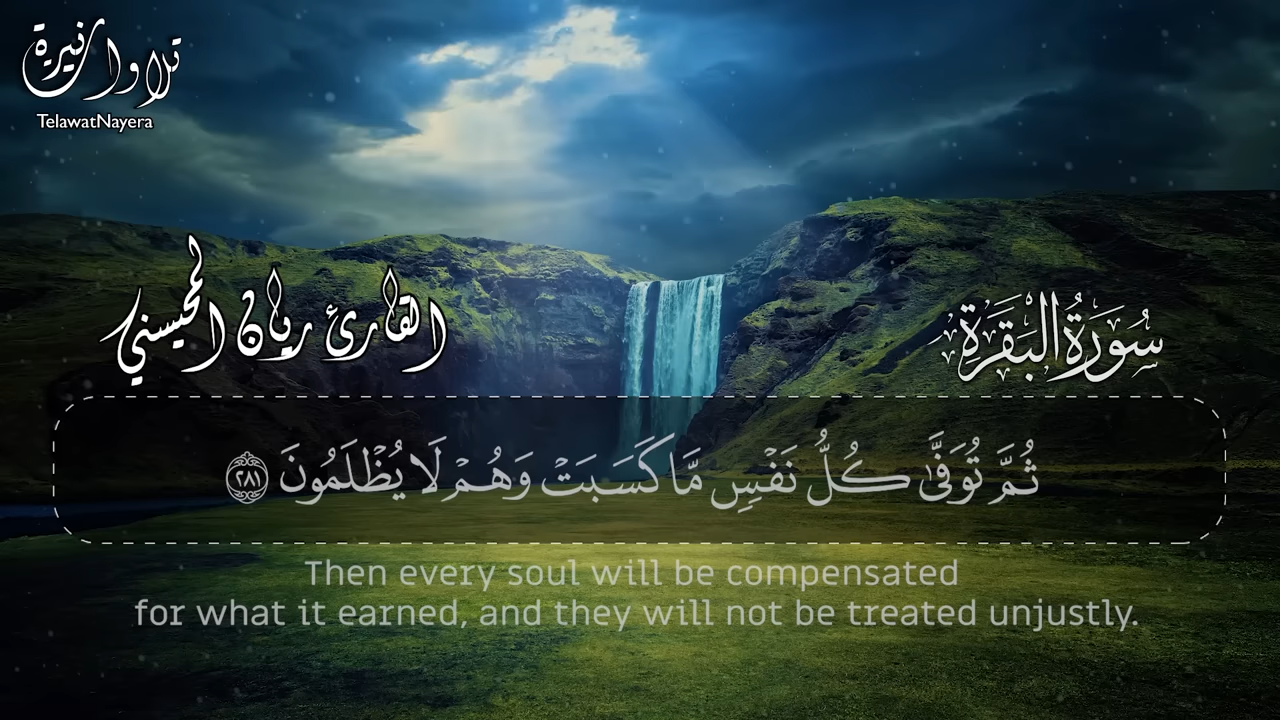 تلاوات نيرة
TelawatNayera
سُورَةُ البَقَرَةِ
القارئ ريان المحيسني
ثُمَّ تُوَفَّىٰ كُلُّ نَفْسٍ مَّا كَسَبَتْ وَهُمْ لَا يُظْلَمُونَ ٢٨١
Then every soul will be compensated
for what it earned, and they will not be treated unjustly.